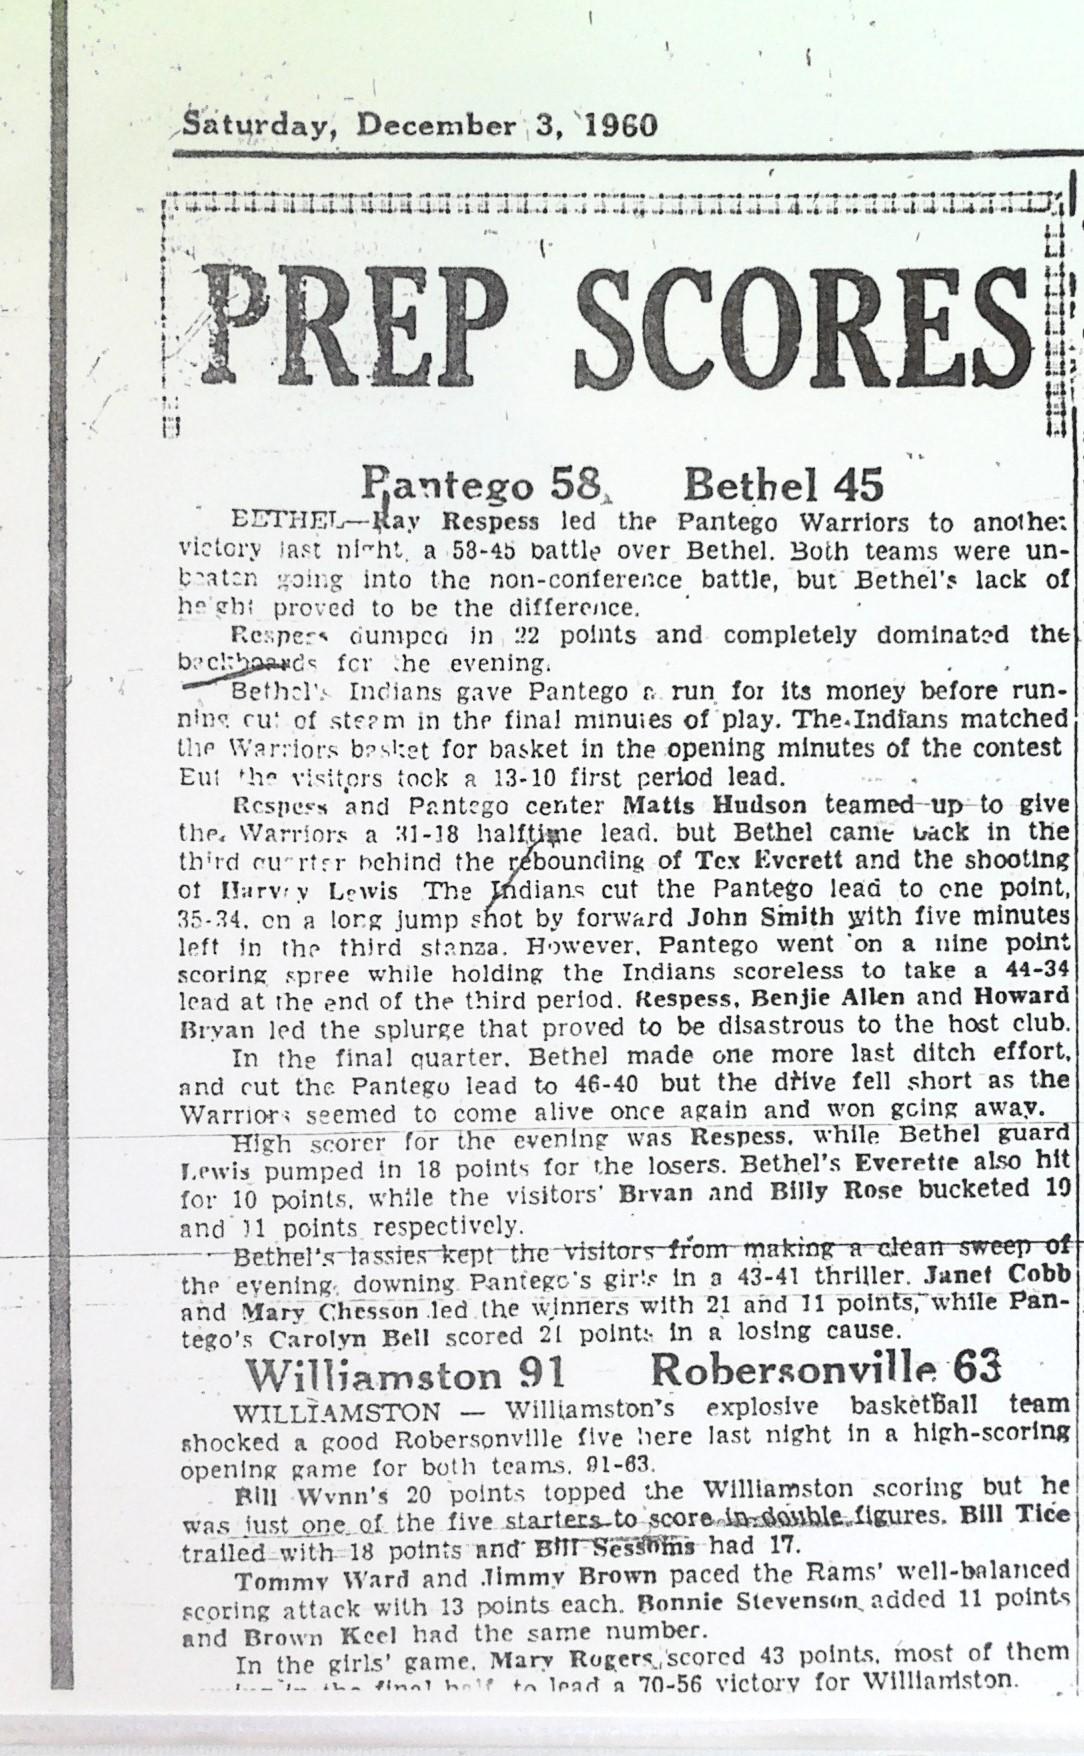 Saturday, December 3, 1960
PREP SCORES
Pantego 58 Bethel 45
BETHEL—Ray Respess led the Pantego Warriors to another
victory last night, a 58-45 battle over Bethel. Both teams were un-
beaten going into the non-conference battle, but Bethel's lack of
height proved to be the difference.
Respess dumped in 22 points and completely dominated the
backboards for the evening.
Bethel's Indians gave Pantego a run for its money before run-
ning out of steam in the final minutes of play. The Indians matched
the Warriors basket for basket in the opening minutes of the contest
But the visitors took a 13-10 first period lead.
Respess and Pantego center Matts Hudson teamed up to give
the Warriors a 31-18 halftime lead, but Bethel came back in the
third quarter behind the rebounding of Tex Everett and the shooting
of Harvey Lewis The Indians cut the Pantego lead to one point,
35-34, on a long jump shot by forward John Smith with five minutes
left in the third stanza. However, Pantego went on a nine point
scoring spree while holding the Indians scoreless to take a 44-34
lead at the end of the third period. Respess, Benjie Allen and Howard
Bryan led the splurge that proved to be disastrous to the host club.
In the final quarter, Bethel made one more last ditch effort,
and cut the Pantego lead to 46-40 but the drive fell short as the
Warriors seemed to come alive once again and won going away.
High scorer for the evening was Respess, while Bethel guard
Lewis pumped in 18 points for the losers. Bethel's Everette also hit
for 10 points, while the visitors' Bryan and Billy Rose bucketed 10
and 11 points respectively.
Bethel's lassies kept the visitors from making a clean sweep of
the evening, downing Pantego's girls in a 43-41 thriller. Janet Cobb
and Mary Chesson led the winners with 21 and 11 points, while Pan-
tego's Carolyn Bell scored 21 points in a losing cause.
Williamston 91 Robersonville 63
WILLIAMSTON — Williamston's explosive basketball team
shocked a good Robersonville five here last night in a high-scoring
opening game for both teams, 91-63.
Bill Wynn's 20 points topped the Williamston scoring but he
was just one of the five starters to score in double figures. Bill Tice
trailed with 18 points and Bill Sessoms had 17.
Tommy Ward and Jimmy Brown paced the Rams' well-balanced
scoring attack with 13 points each. Bonnie Stevenson added 11 points
and Brown Keel had the same number.
In the girls' game, Mary Rogers scored 43 points, most of them
in the final half, to lead a 70-56 victory for Williamston.